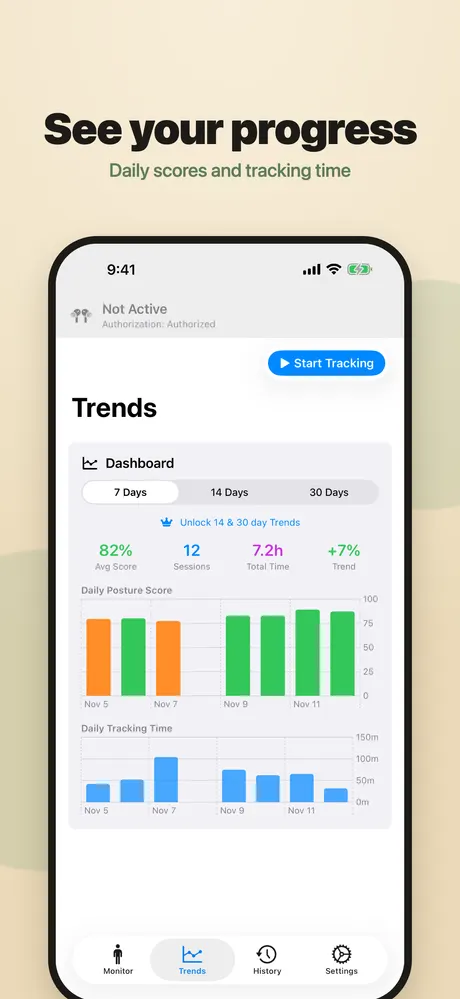 See your progress
Daily scores and tracking time
9:41
Not Active
Authorization: Authorized
Start Tracking
Trends
Dashboard
7 Days 14 Days 30 Days
Unlock 14 & 30 day Trends
82% 12 7.2h +7%
Avg Score Sessions Total Time Trend
Daily Posture Score
100
75
50
25
0
Nov 5 Nov 7 Nov 9 Nov 11
Daily Tracking Time
150m
100m
50m
0m
Nov 5 Nov 7 Nov 9 Nov 11
Monitor Trends History Settings